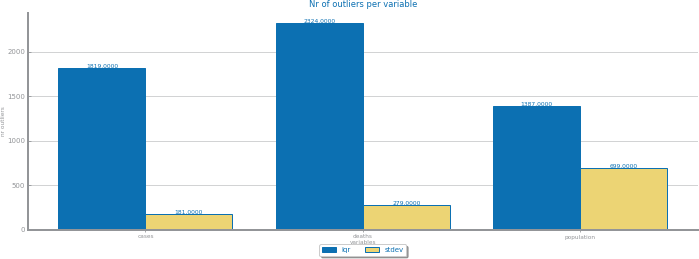 Nr of outliers per variable
2324.0000
1819.0000
1387.0000
699.0000
279.0000
181.0000
2000
1500
1000
500
0
nr outliers
cases
deaths
population
variables
iqr
stdev